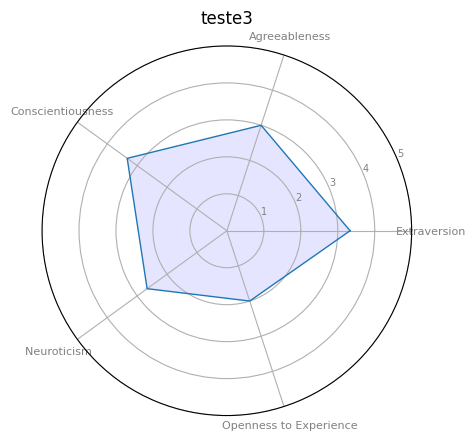 teste3
Agreeableness
Conscientiousness
5
4
3
2
1
Extraversion
Neuroticism
Openness to Experience